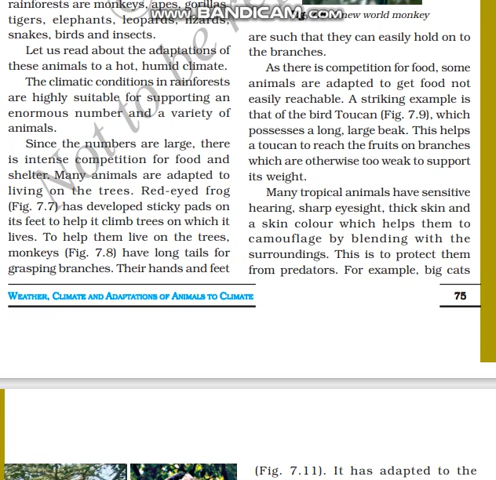 rainforests are monkeys, apes, gorillas,
tigers, elephants, leopards, lizards,
snakes, birds and insects.
Let us read about the adaptations of
these animals to a hot, humid climate.
The climatic conditions in rainforests
are highly suitable for supporting an
enormous number and a variety of
animals.
Since the numbers are large, there
is intense competition for food and
shelter. Many animals are adapted to
living on the trees. Red-eyed frog
(Fig. 7.7) has developed sticky pads on
its feet to help it climb trees on which it
lives. To help them live on the trees,
monkeys (Fig. 7.8) have long tails for
grasping branches. Their hands and feet
www.BANDICAM.com
new world monkey
are such that they can easily hold on to
the branches.
As there is competition for food, some
animals are adapted to get food not
easily reachable. A striking example is
that of the bird Toucan (Fig. 7.9), which
possesses a long, large beak. This helps
a toucan to reach the fruits on branches
which are otherwise too weak to support
its weight.
Many tropical animals have sensitive
hearing, sharp eyesight, thick skin and
a skin colour which helps them to
camouflage by blending with the
surroundings. This is to protect them
from predators. For example, big cats
Not to be
Weather, Climate and Adaptations of Animals to Climate
75
(Fig. 7.11). It has adapted to the